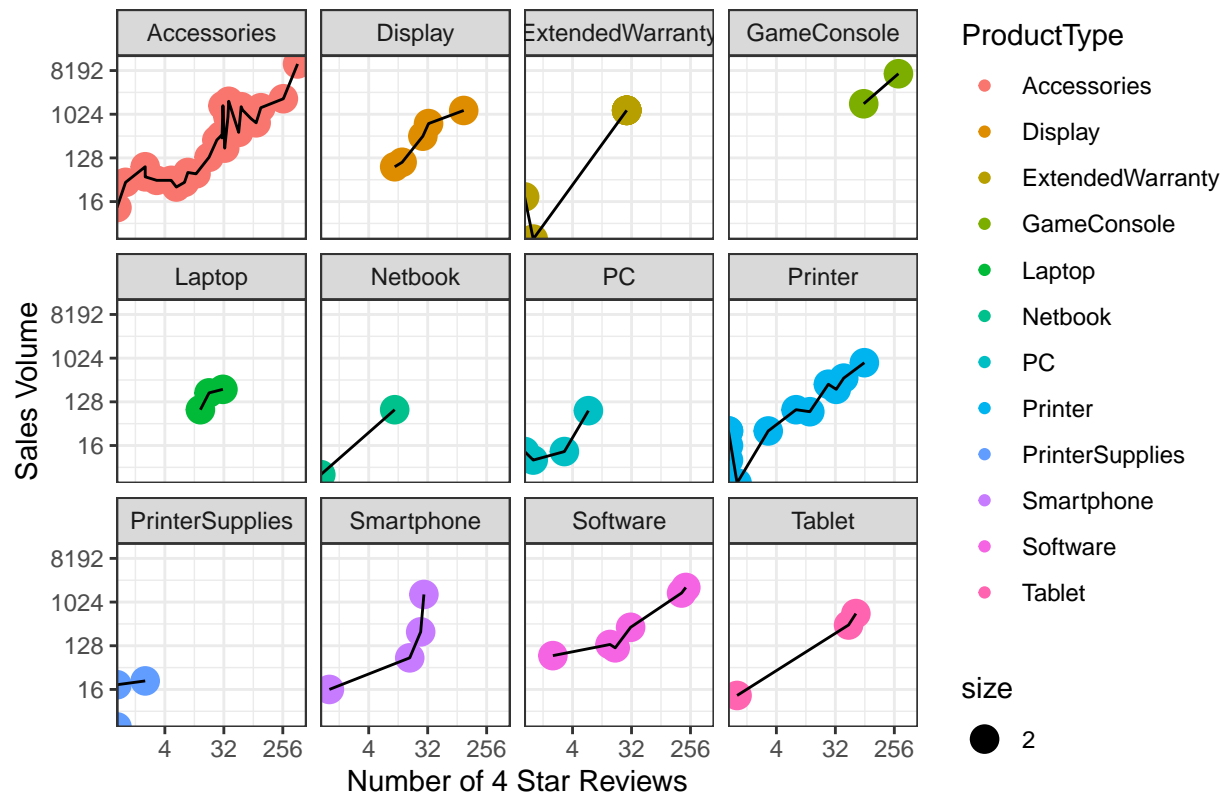 Accessories
Display
ExtendedWarranty
GameConsole
8192
1024
128
16
Laptop
Netbook
PC
Printer
8192
1024
128
16
PrinterSupplies
Smartphone
Software
Tablet
8192
1024
128
16
4 32 256
4 32 256
4 32 256
4 32 256
Number of 4 Star Reviews
Sales Volume
ProductType
Accessories
Display
ExtendedWarranty
GameConsole
Laptop
Netbook
PC
Printer
PrinterSupplies
Smartphone
Software
Tablet
size
2